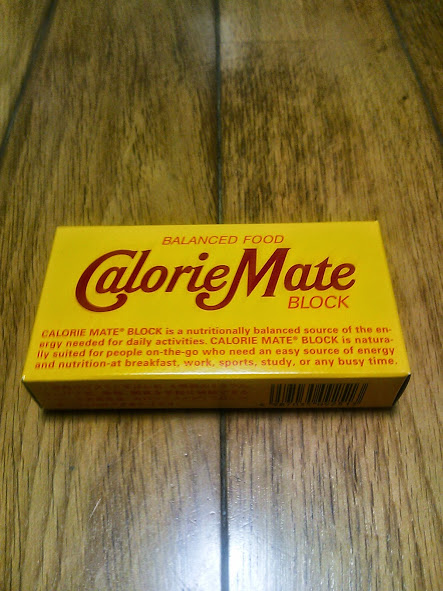 BALANCED FOOD
CalorieMate
BLOCK
CALORIE MATE® BLOCK is a nutritionally balanced source of the en-
ergy needed for daily activities. CALORIE MATE® BLOCK is natura-
lly suited for people on-the-go who need an easy source of energy
and nutrition-at breakfast, work, sports, study, or any busy time.